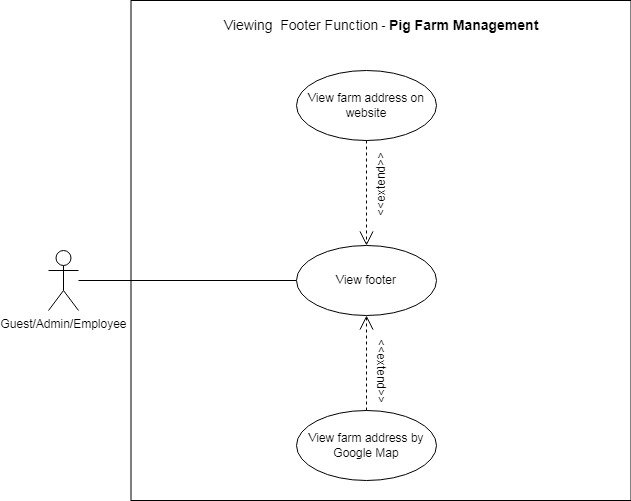 Viewing  Footer Function - Pig Farm Management
View farm address on
website
<<extend>>
View footer
Guest/Admin/Employee
<<extend>>
View farm address by
Google Map